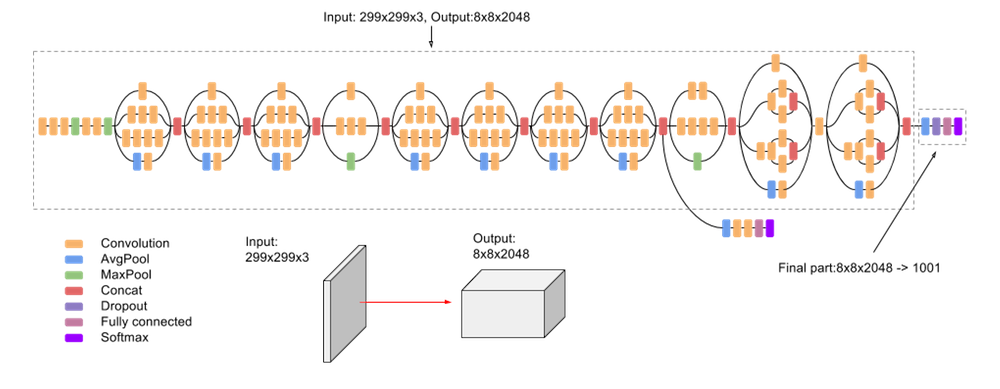 Input: 299x299x3, Output:8x8x2048
Convolution
AvgPool
MaxPool
Concat
Dropout
Fully connected
Softmax
Input:
299x299x3
Output:
8x8x2048
Final part:8x8x2048 -> 1001